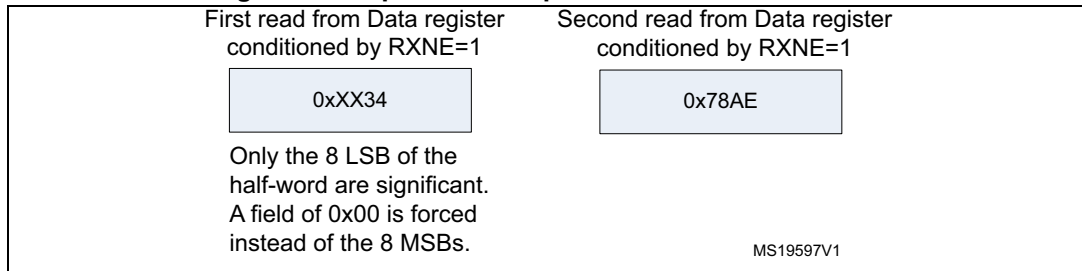 First read from Data register
conditioned by RXNE=1
0xXX34
Only the 8 LSB of the
half-word are significant.
A field of 0x00 is forced
instead of the 8 MSBs.
Second read from Data register
conditioned by RXNE=1
0x78AE
MS19597V1